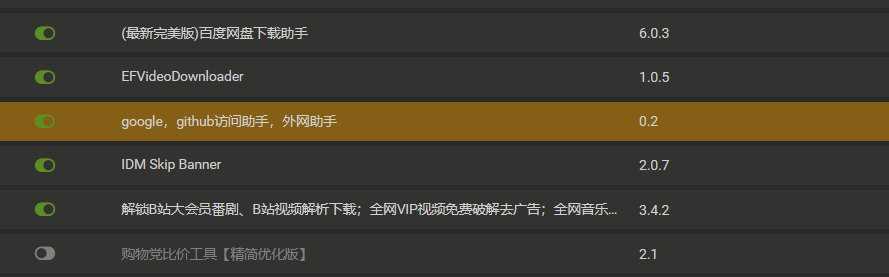 (最新完美版)百度网盘下载助手 6.0.3
EFVideoDownloader 1.0.5
google，github访问助手，外网助手 0.2
IDM Skip Banner 2.0.7
解锁B站大会员番剧、B站视频解析下载；全网VIP视频免费破解去广告；全网音乐... 3.4.2
购物党比价工具【精简优化版】 2.1